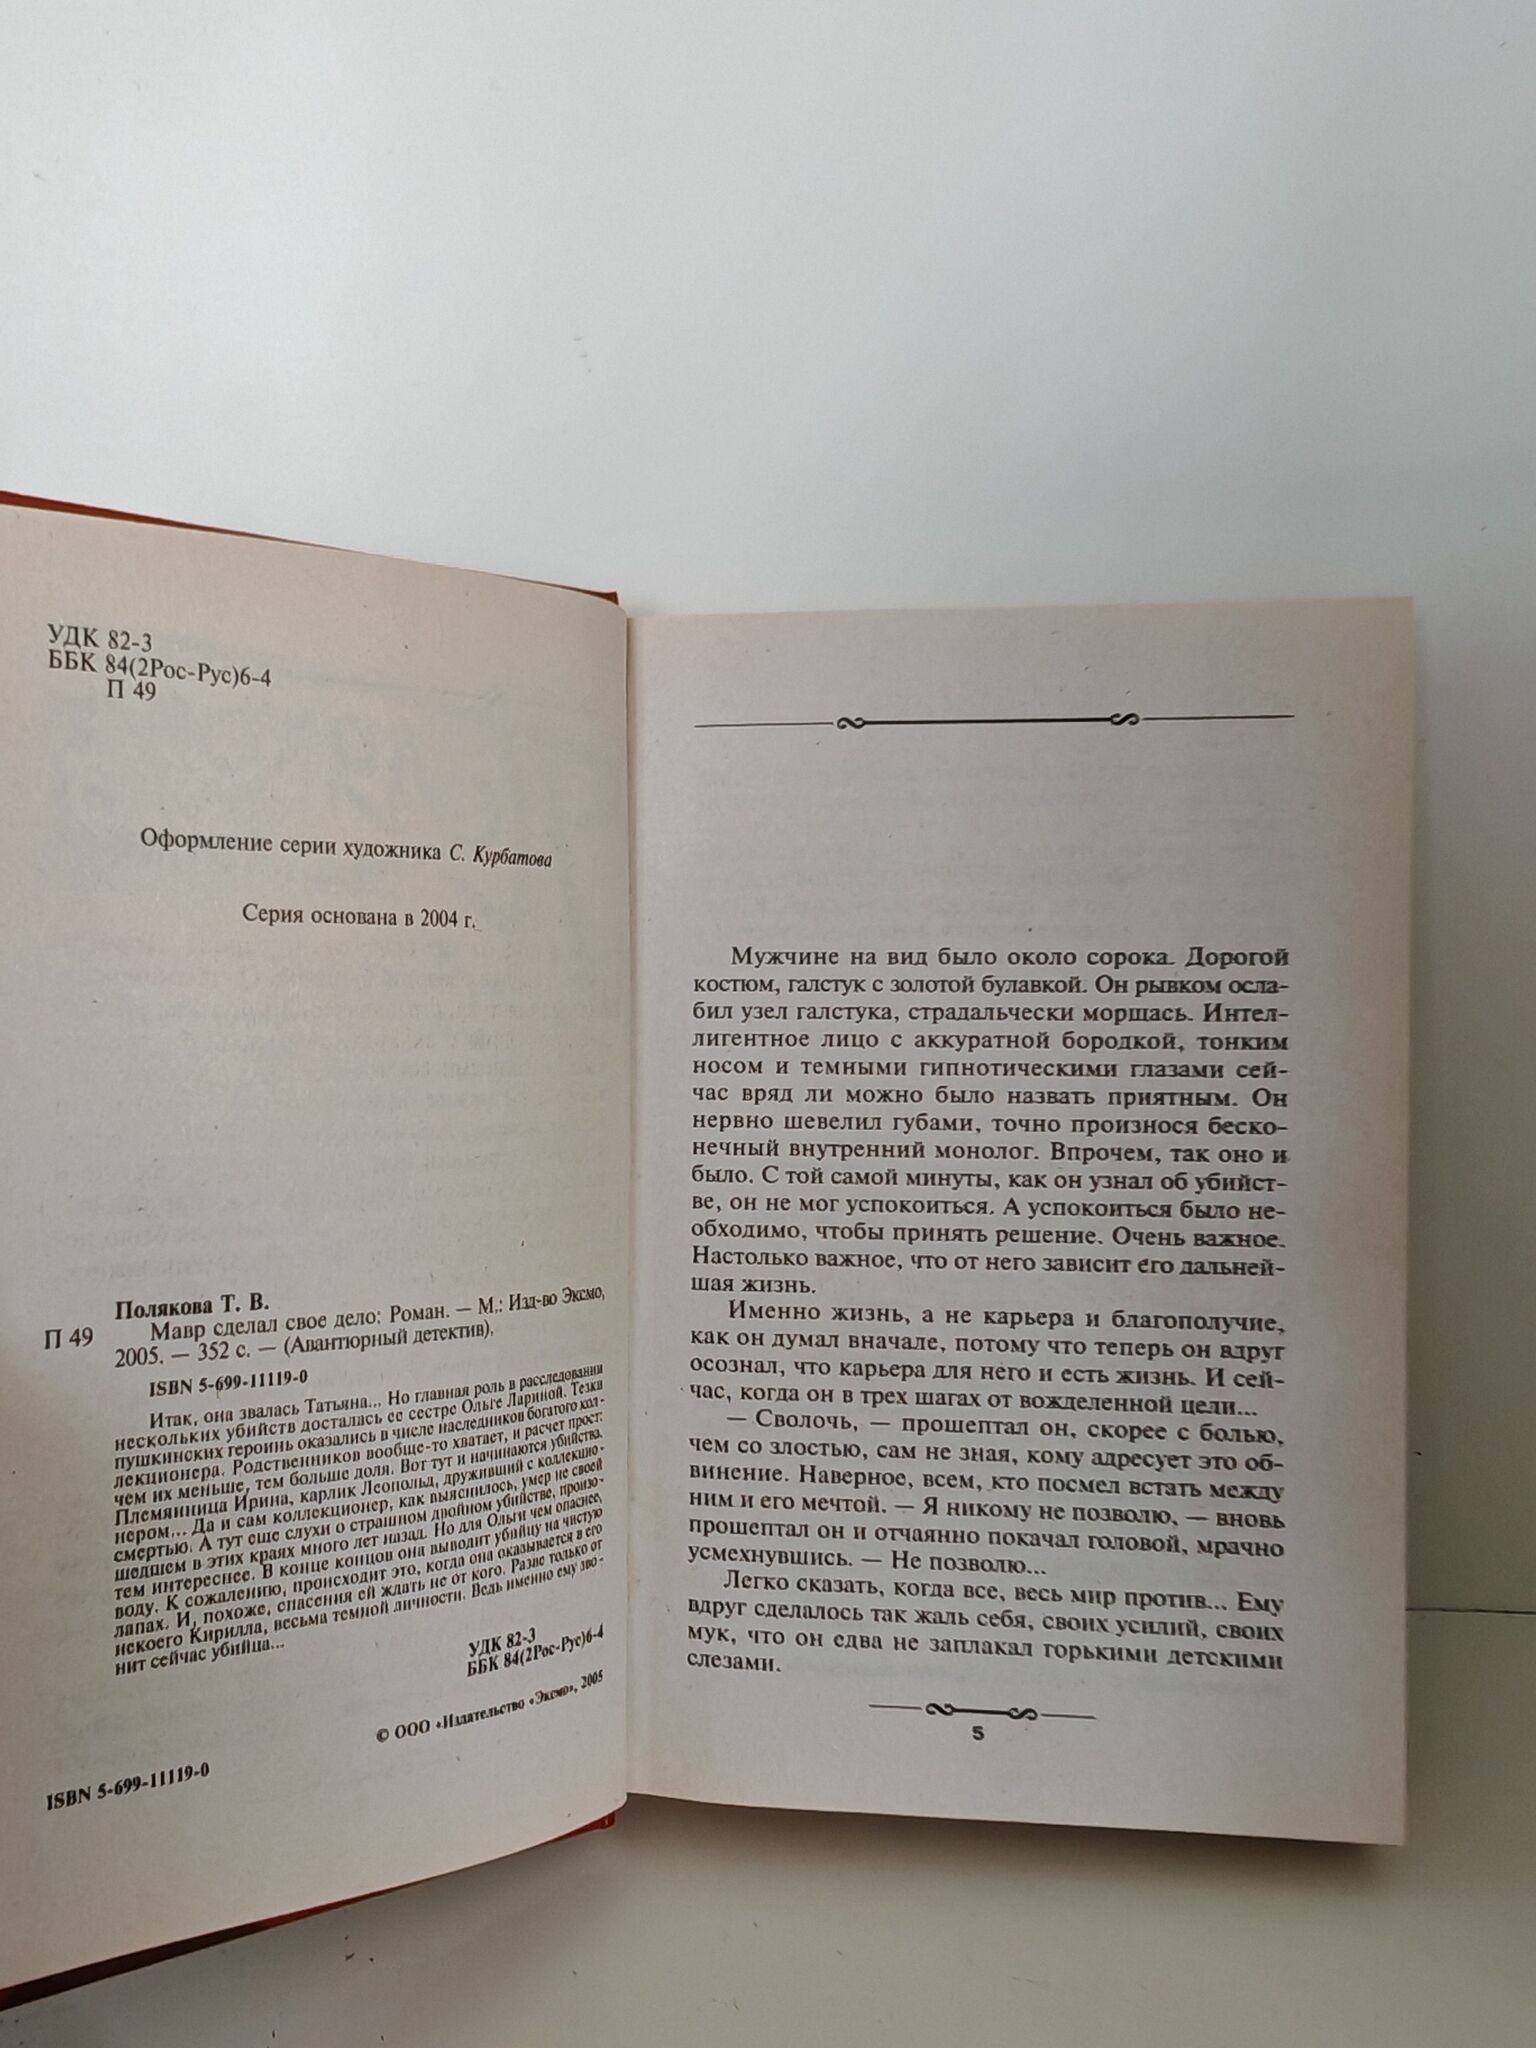 УДК 82-3
ББК 84(2Рос-Рус)6-4
П 49
Оформление серии художника С. Курбатова
Серия основана в 2004 г.
Полякова Т. В.
П 49 Мавр сделал свое дело: Роман. — М.: Изд-во Эксмо,
2005. — 352 с. — (Авантюрный детектив).
ISBN 5-699-11119-0
Итак, она звалась Татьяна... Но главная роль в расследовании
нескольких убийств досталась ее сестре Ольге Лариной. Тезки
пушкинских героинь оказались в числе наследников богатого кол-
лекционера. Родственников вообще-то хватает, и расчет прост:
чем их меньше, тем больше доля. Вот тут и начинаются убийства.
Племянница Ирина, карлик Леопольд, друживший с коллекцио-
нером... Да и сам коллекционер, как выяснилось, умер не своей
смертью. А тут еще слухи о страшном двойном убийстве, произо-
шедшем в этих краях много лет назад. Но для Ольги чем опаснее,
тем интереснее. В конце концов она выводит убийцу на чистую
воду. К сожалению, происходит это, когда она оказывается в его
лапах. И, похоже, спасения ей ждать не от кого. Разве только от
некоего Кирилла, весьма темной личности. Ведь именно ему зво-
нит сейчас убийца...
УДК 82-3
ББК 84(2Рос-Рус)6-4
© ООО «Издательство «Эксмо», 2005
ISBN 5-699-11119-0
Мужчине на вид было около сорока. Дорогой
костюм, галстук с золотой булавкой. Он рывком осла-
бил узел галстука, страдальчески морщась. Интел-
лигентное лицо с аккуратной бородкой, тонким
носом и темными гипнотическими глазами сей-
час вряд ли можно было назвать приятным. Он
нервно шевелил губами, точно произнося беско-
нечный внутренний монолог. Впрочем, так оно и
было. С той самой минуты, как он узнал об убийст-
ве, он не мог успокоиться. А успокоиться было не-
обходимо, чтобы принять решение. Очень важное.
Настолько важное, что от него зависит его дальней-
шая жизнь.
Именно жизнь, а не карьера и благополучие,
как он думал вначале, потому что теперь он вдруг
осознал, что карьера для него и есть жизнь. И сей-
час, когда он в трех шагах от вожделенной цели...
— Сволочь, — прошептал он, скорее с болью,
чем со злостью, сам не зная, кому адресует это об-
винение. Наверное, всем, кто посмел встать между
ним и его мечтой. — Я никому не позволю, — вновь
прошептал он и отчаянно покачал головой, мрачно
усмехнувшись. — Не позволю...
Легко сказать, когда все, весь мир против... Ему
вдруг сделалось так жаль себя, своих усилий, своих
мук, что он едва не заплакал горькими детскими
слезами.
5